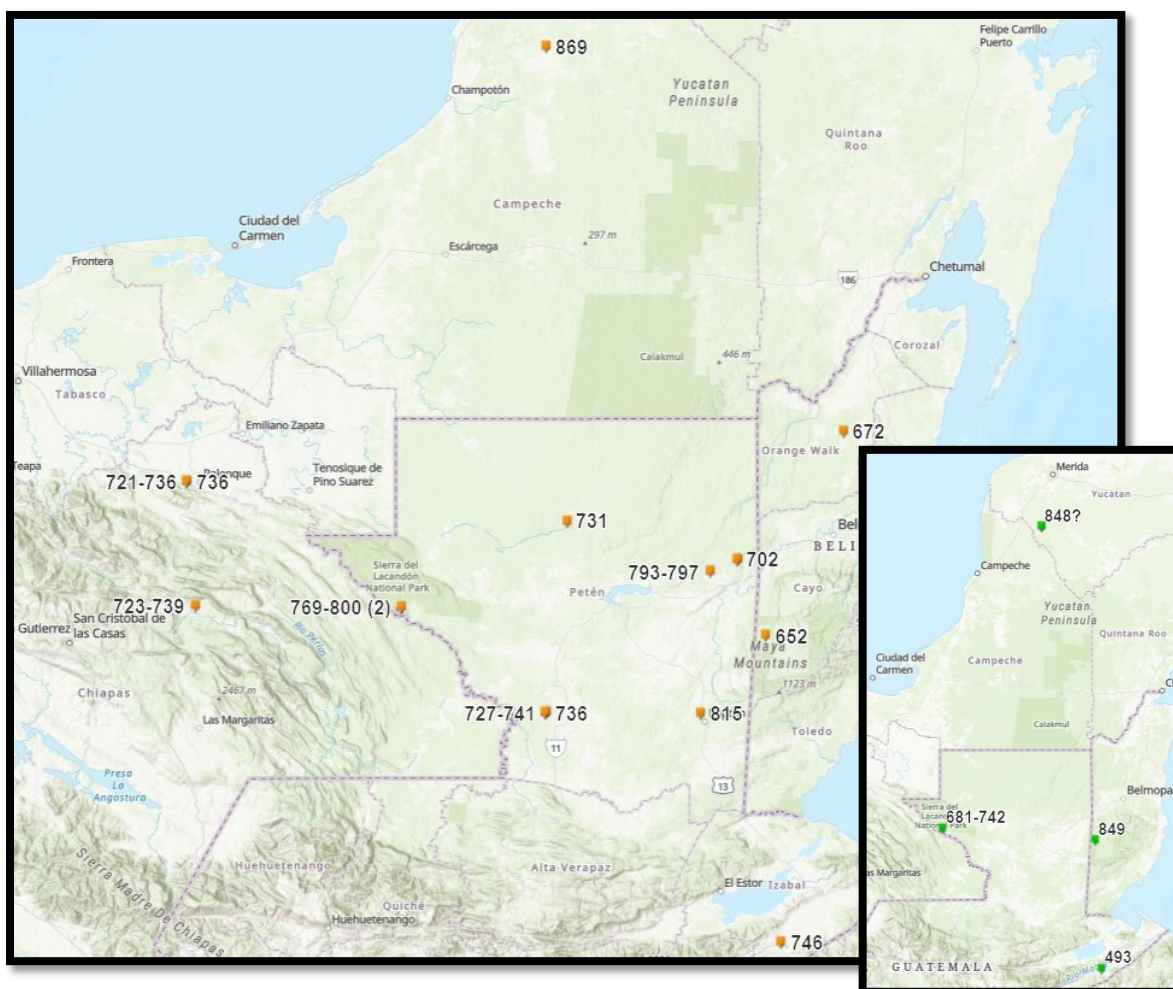 Felipe Carrillo
Puerto
869
Yucatan
Peninsula
Champotón
Quintana
Roo
Campeche
Ciudad del
Carmen
297 m
Escárcega
Frontera
Chetumal
186
Corozal
Calakmul
446 m
Villahermosa
Tabasco
Emiliano Zapata
672
Orange Walk
Teapa
Tenosique de
Pino Suarez
721-736
736
731
702
793-797
Petén
Cayo
Sierra del
Lacandón
National Park
723-739
769-800 (2)
San Cristobal de
las Casas
Gutierrez
Rio Perlas
652
Maya
Mountains
1123 m
Chiapas
2467 m
Las Margaritas
727-741
736
815
Toledo
11
Presa
La
Angostura
13
Huehuetenango
Alta Verapaz
Sierra Madre De Chiapas
Quiché
El Estor
Izabal
Huehuetenango
746
Merida
Yucatan
848?
Campeche
Yucatan
Peninsula
Quintana Roo
Ciudad del
Carmen
Campeche
Calakmul
Belmopa
Sierra del
681-742
849
as Margaritas
493
GUATEMALA